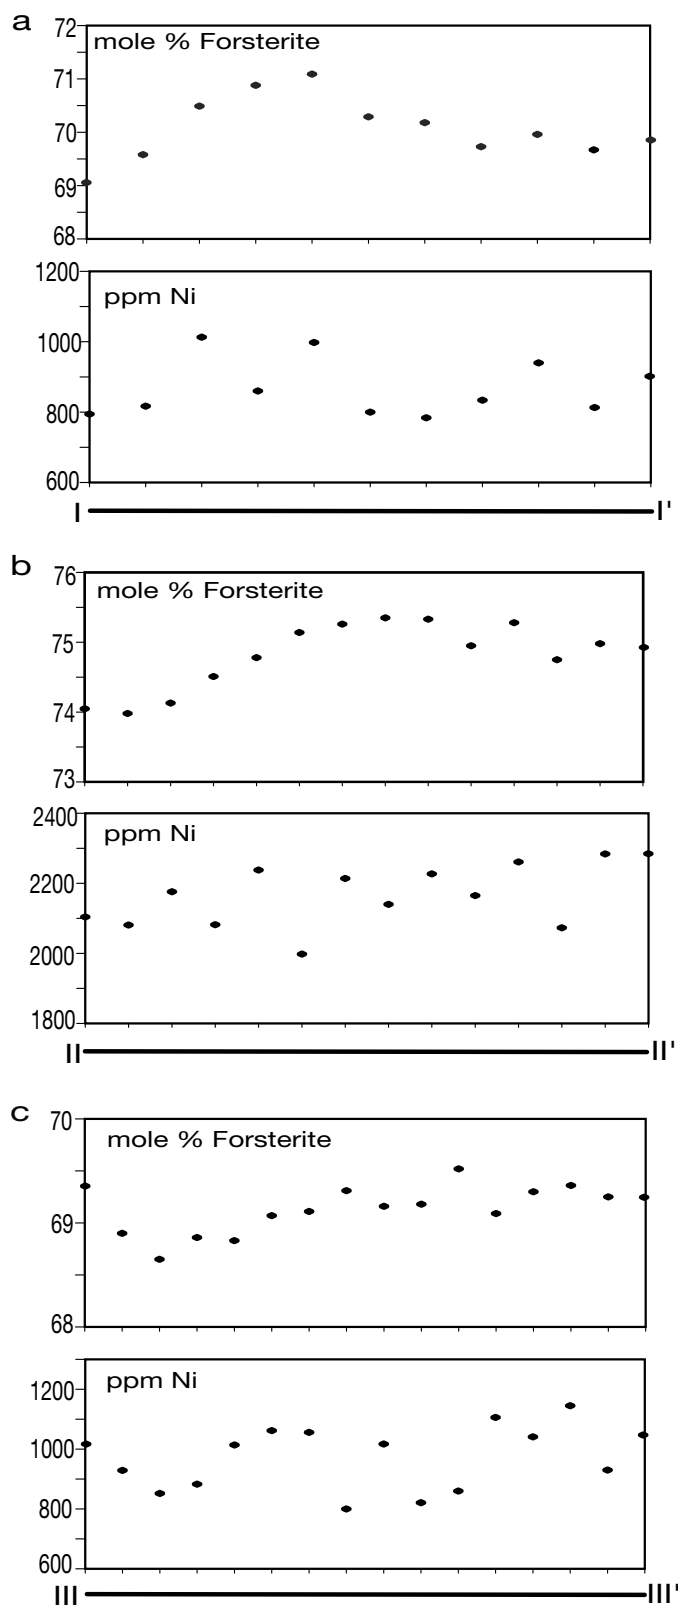 a
72
mole % Forsterite
71
70
69
68
1200
ppm Ni
1000
800
600
I I'
b
76
mole % Forsterite
75
74
73
2400
ppm Ni
2200
2000
1800
II II'
c
70
mole % Forsterite
69
68
ppm Ni
1200
1000
800
600
III III'